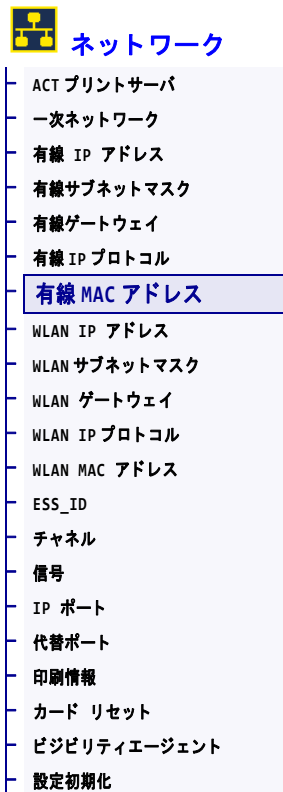 ネットワーク
ACT プリントサーバ
一次ネットワーク
有線 IP アドレス
有線サブネットマスク
有線ゲートウェイ
有線 IP プロトコル
有線 MAC アドレス
WLAN IP アドレス
WLAN サブネットマスク
WLAN ゲートウェイ
WLAN IP プロトコル
WLAN MAC アドレス
ESS_ID
チャネル
信号
IP ポート
代替ポート
印刷情報
カード リセット
ビジビリティエージェント
設定初期化